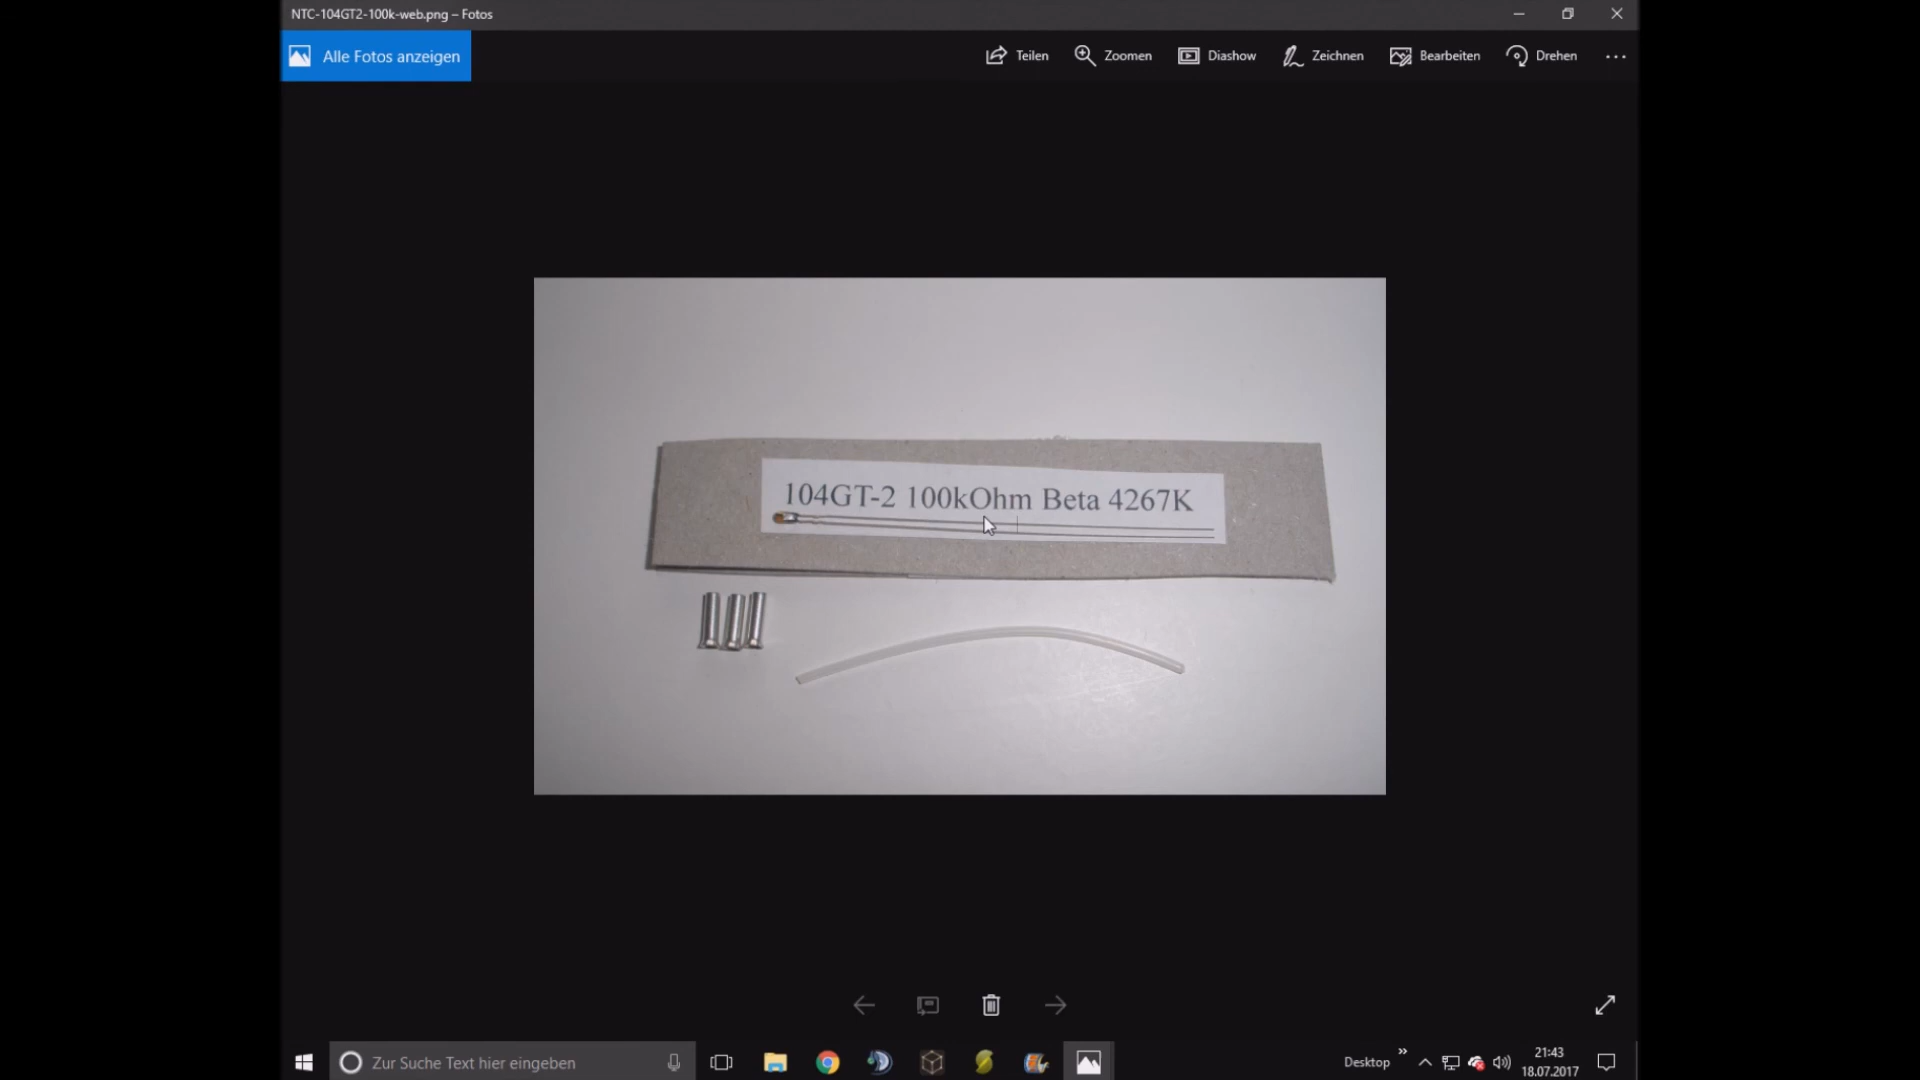 NTC-104GT2-100k-web.png – Fotos
Alle Fotos anzeigen
Teilen
Zoomen
Diashow
Zeichnen
Bearbeiten
Drehen
104GT-2 100kOhm Beta 4267K
Zur Suche Text hier eingeben
Desktop
21:43
18.07.2017